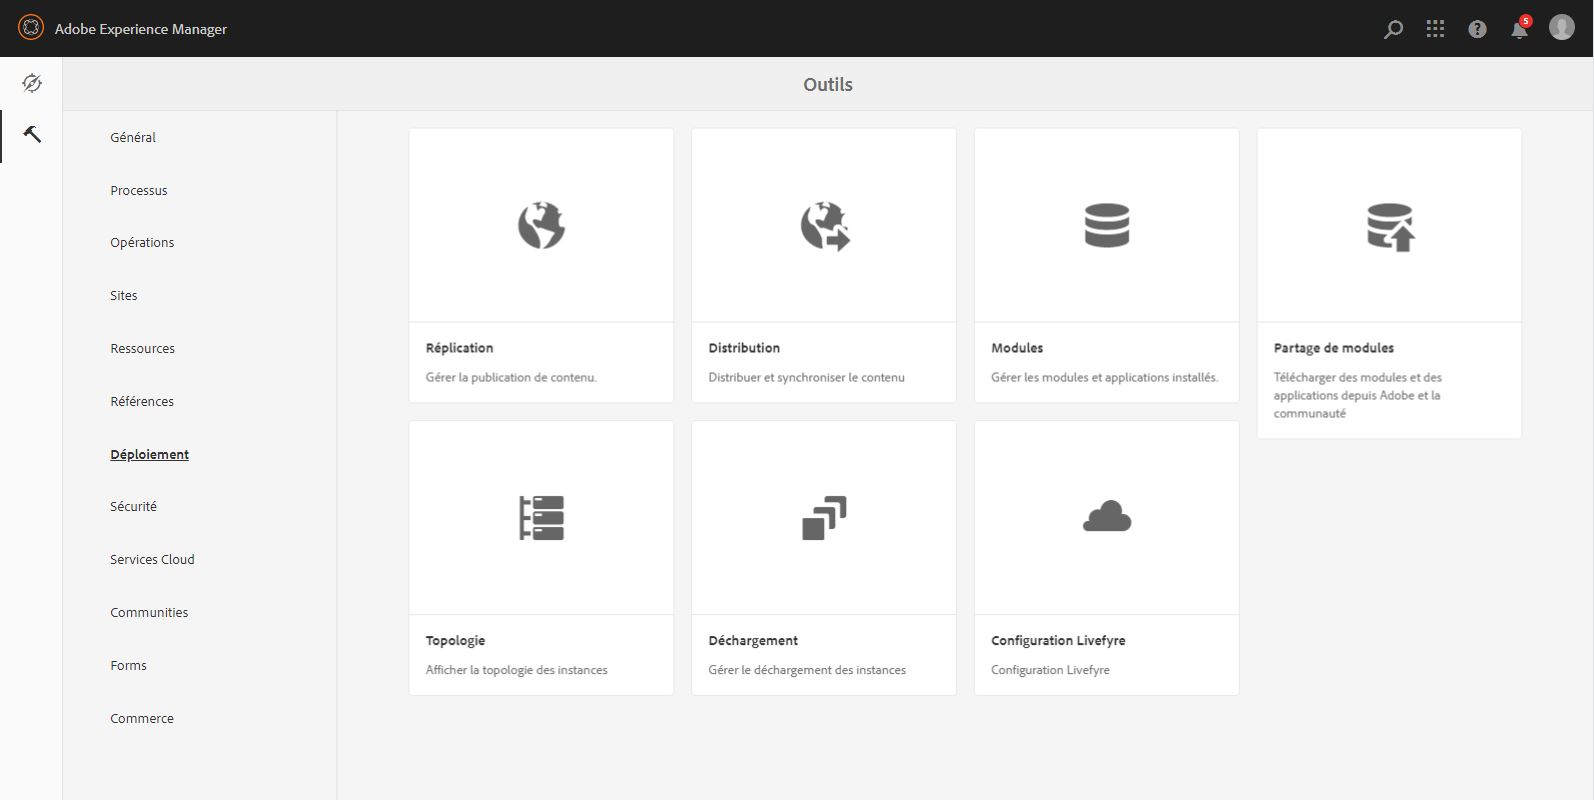 Adobe Experience Manager
5
Outils
Général
Processus
Opérations
Sites
Ressources
Références
Déploiement
Sécurité
Services Cloud
Communities
Forms
Commerce
Réplication
Gérer la publication de contenu.
Distribution
Distribuer et synchroniser le contenu
Modules
Gérer les modules et applications installés.
Partage de modules
Télécharger des modules et des
applications depuis Adobe et la
communauté
Topologie
Afficher la topologie des instances
Déchargement
Gérer le déchargement des instances
Configuration Livefyre
Configuration Livefyre